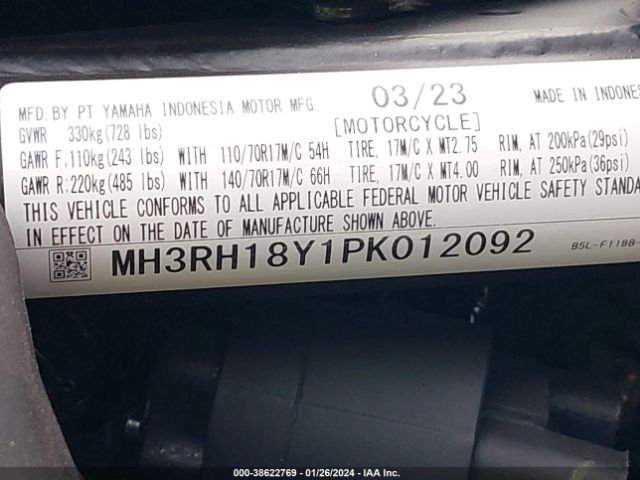 MFD. BY PT YAMAHA INDONESIA MOTOR MFG. 03/23 MADE IN INDONES
GVWR 330kg(728 lbs) [MOTORCYCLE]
GAWR F,110kg(243 lbs) WITH 110/70R17M/C 54H TIRE, 17M/C X MT2.75 RIM, AT 200kPa(29psi)
GAWR R:220kg(485 lbs) WITH 140/70R17M/C 66H TIRE, 17M/C X MT4.00 RIM, AT 250kPa(36psi)
THIS VEHICLE CONFORMS TO ALL APPLICABLE FEDERAL MOTOR VEHICLE SAFETY STANDA
IN EFFECT ON THE DATE OF MANUFACTURE SHOWN ABOVE.
MH3RH18Y1PK012092 B5L-F118B-
000-38622769 - 01/26/2024 - IAA Inc.